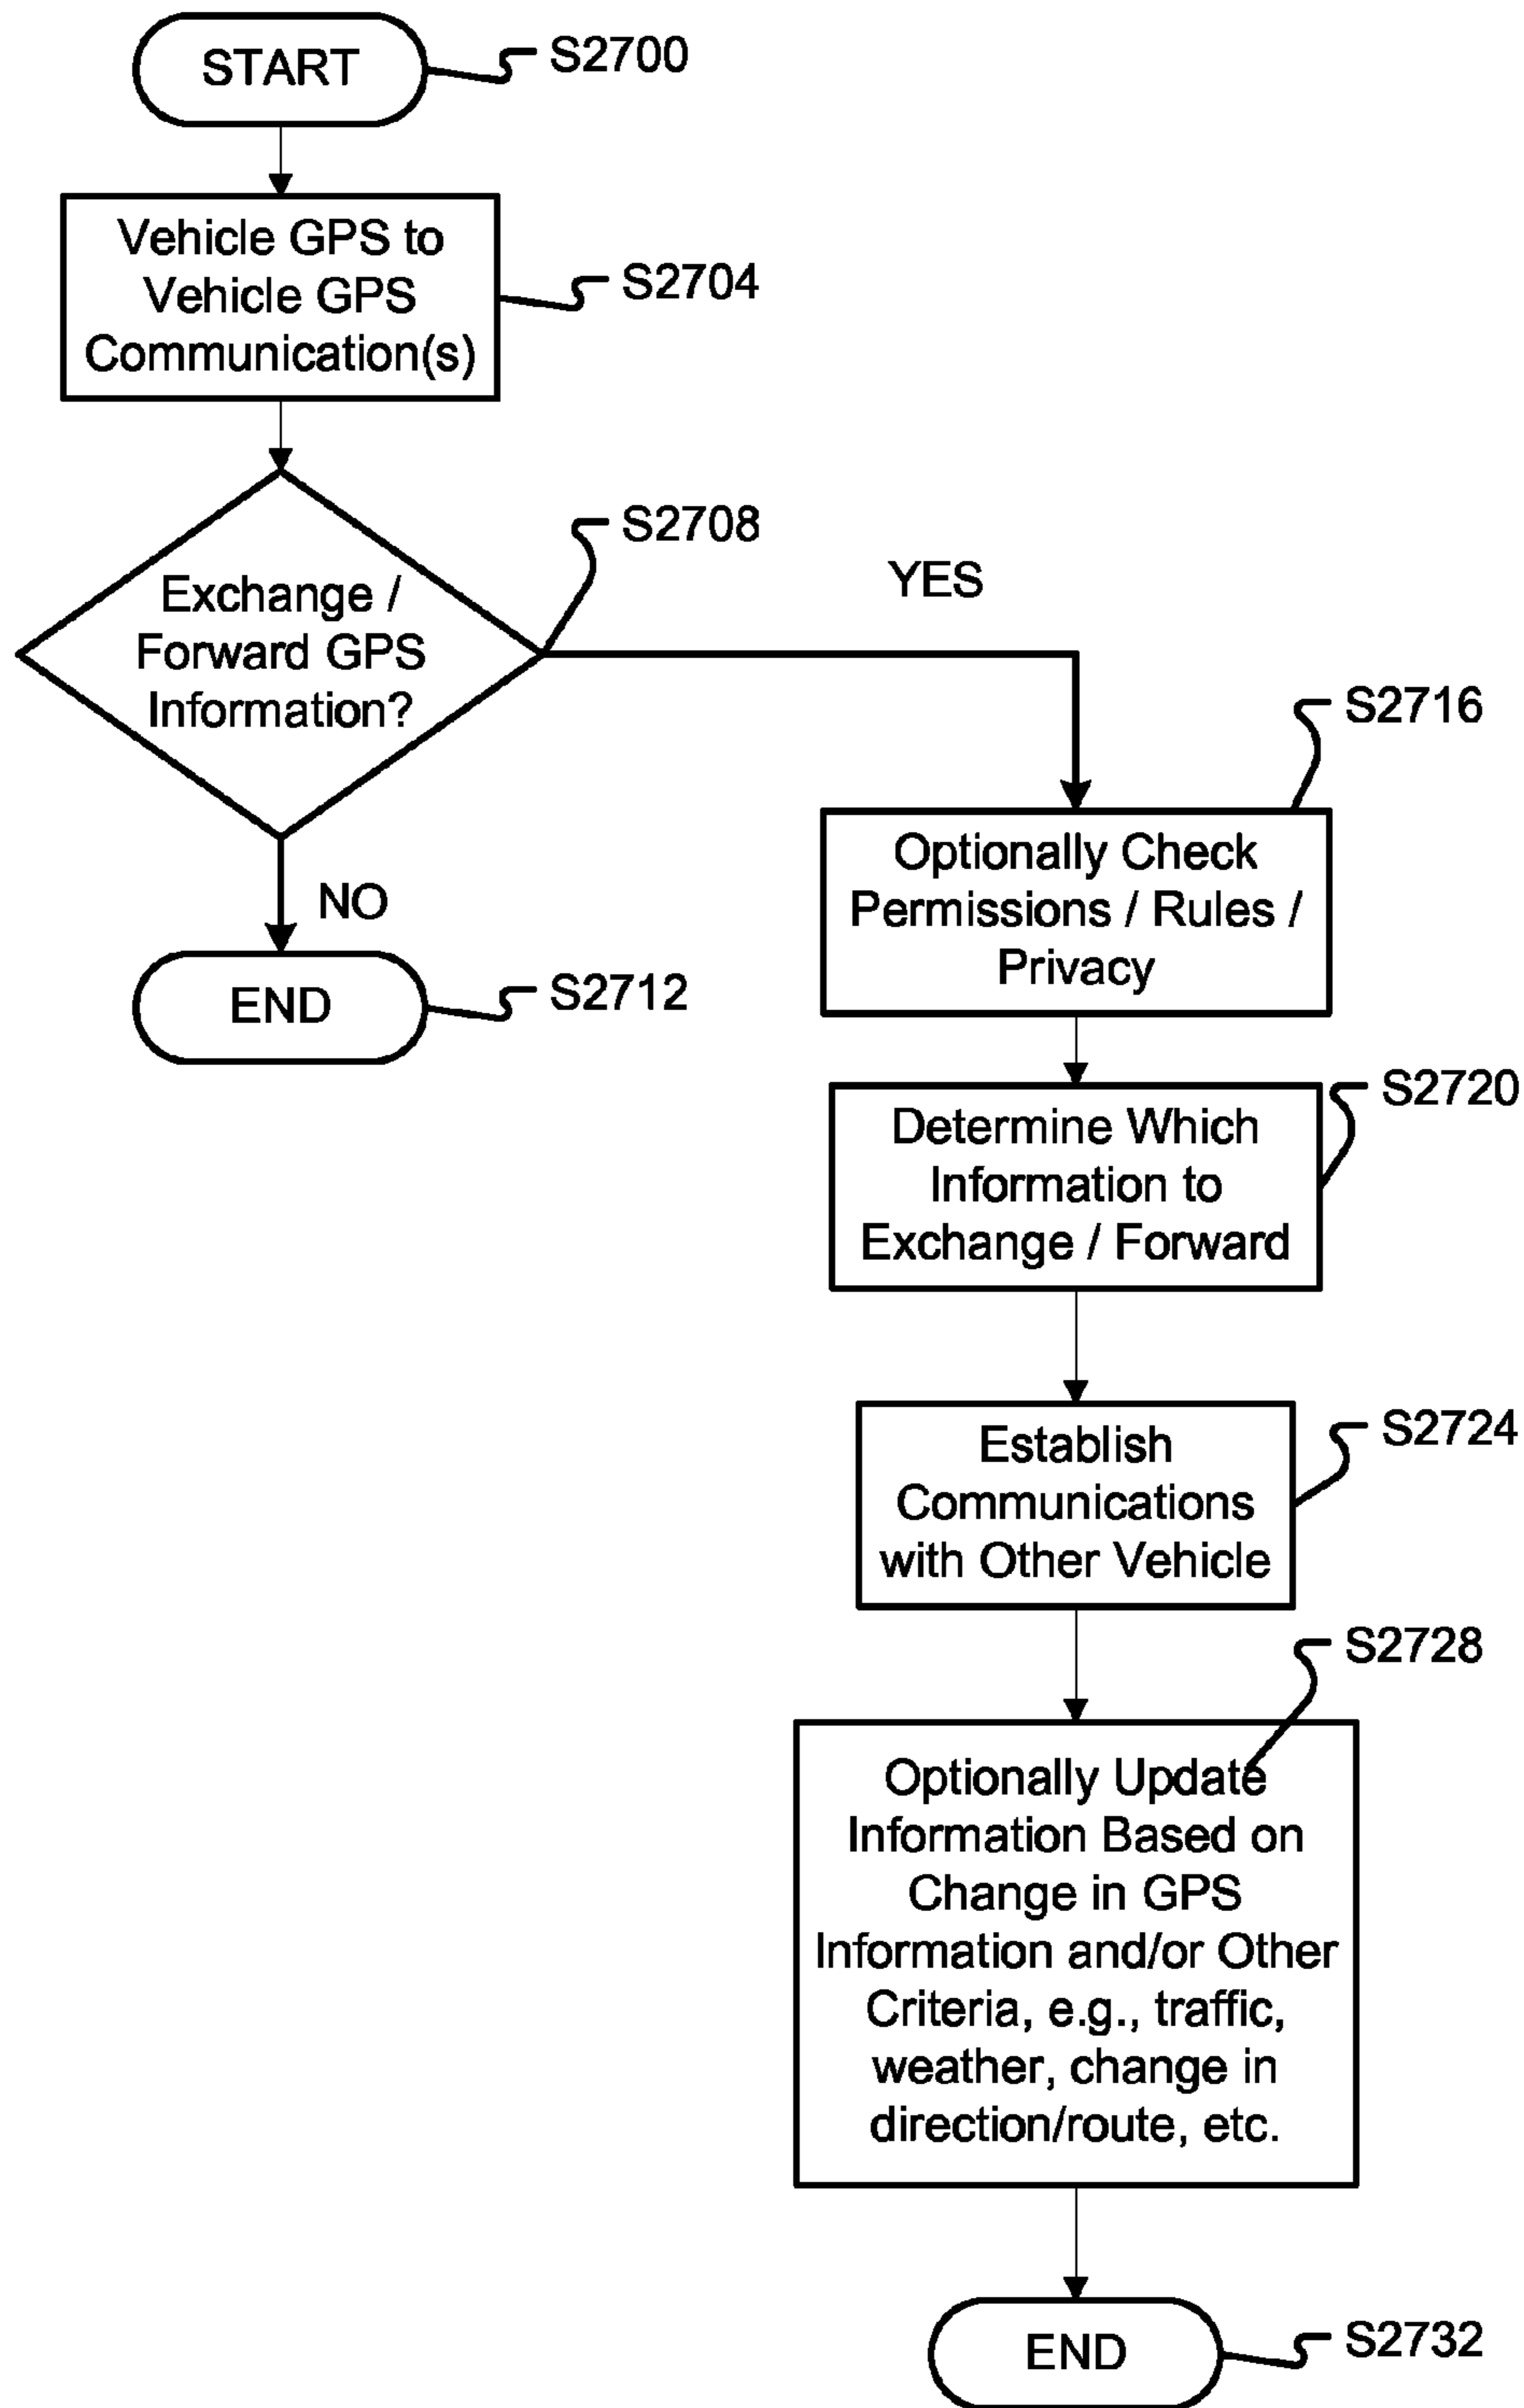 START
S2700
Vehicle GPS to
Vehicle GPS
Communication(s)
S2704
Exchange /
Forward GPS
Information?
S2708
YES
NO
END
S2712
S2716
Optionally Check
Permissions / Rules /
Privacy
S2720
Determine Which
Information to
Exchange / Forward
S2724
Establish
Communications
with Other Vehicle
S2728
Optionally Update
Information Based on
Change in GPS
Information and/or Other
Criteria, e.g., traffic,
weather, change in
direction/route, etc.
END
S2732